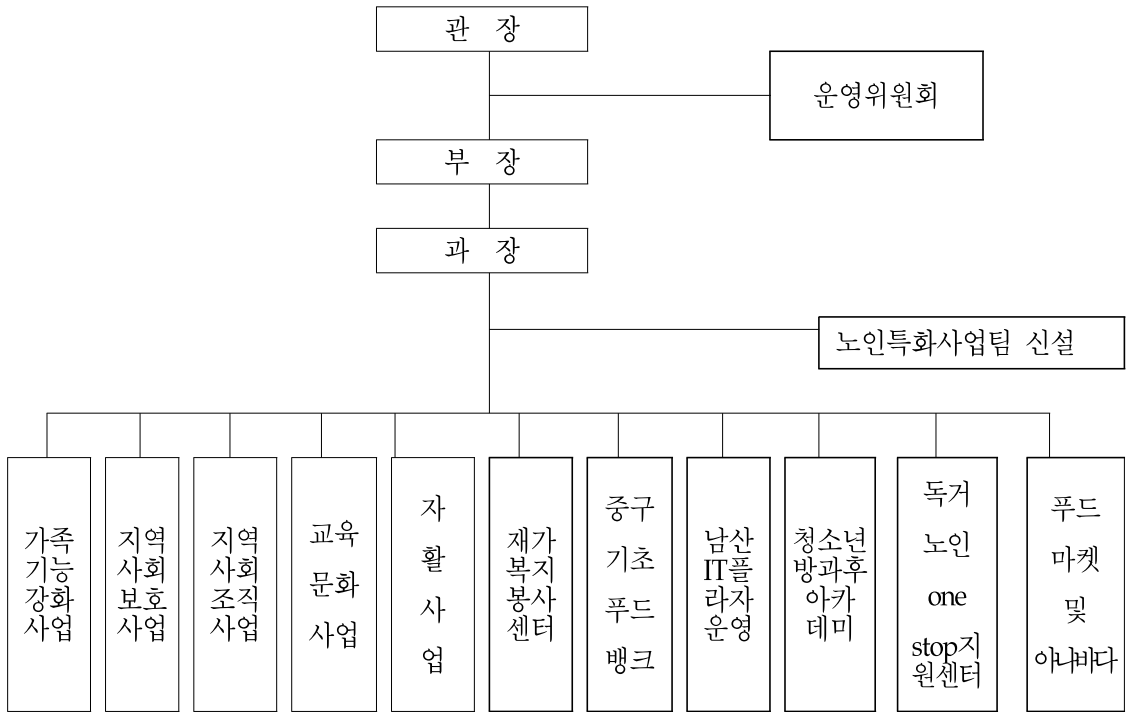 관 장
운영위원회
부 장
과 장
노인특화사업팀 신설
가족
기능
강화
사업
지역
사회
보호
사업
지역
사회
조직
사업
교육
문화
사업
자
활
사
업
재가
복지
봉사
센터
중구
기초
푸드
뱅크
남산
IT플
라자
운영
청소년
방과후
아카
데미
독거
노인
one
stop지
원센터
푸드
마켓
및
아나바다